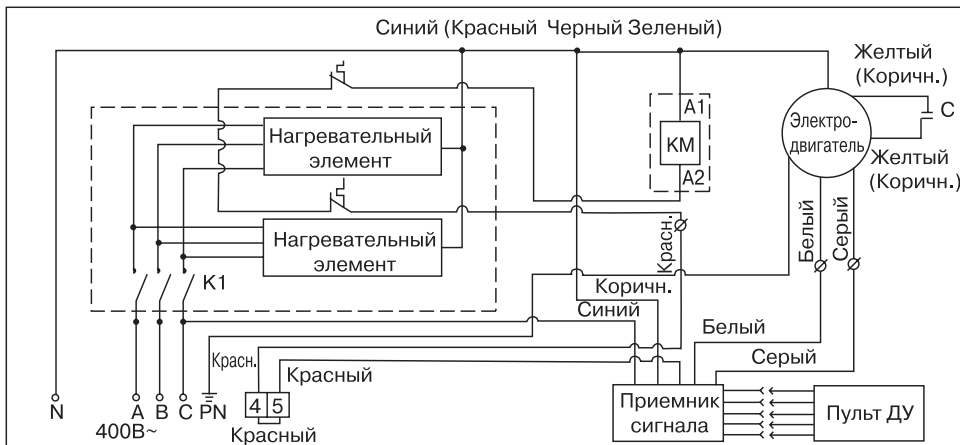 Синий (Красный Черный Зеленый)
Желтый
(Коричн.)
C
A1
KM
A2
Электро-
двигатель
Желтый
(Коричн.)
Нагревательный
элемент
Нагревательный
элемент
K1
Красн.
Белый
Серый
Коричн.
Синий
Белый
Серый
Красн.
Красный
4 5
Красный
N A B C PN
400В~
Приемник
сигнала
Пульт ДУ